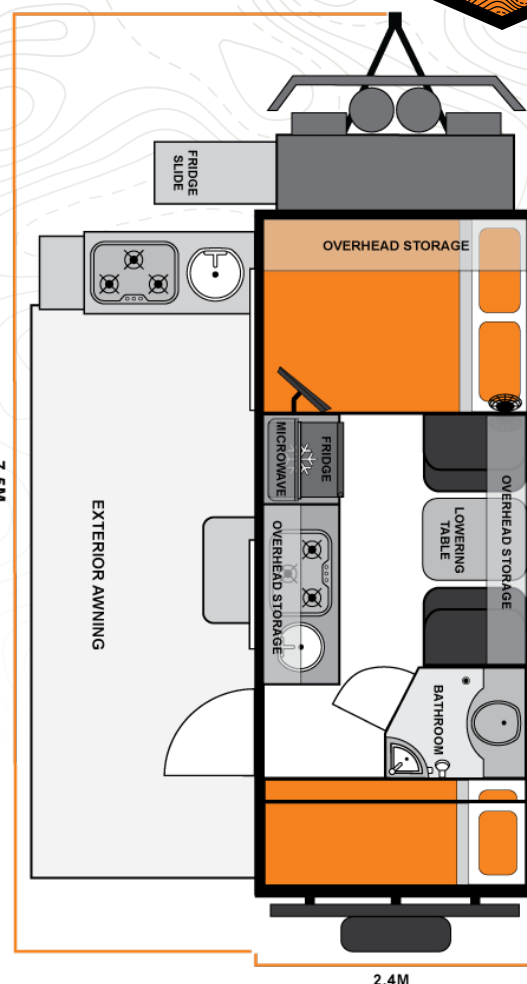 FRIDGE
SLIDE
OVERHEAD STORAGE
MICROWAVE
FRIDGE
OVERHEAD STORAGE
LOWERING
TABLE
OVERHEAD STORAGE
EXTERIOR AWNING
BATHROOM
2.4M